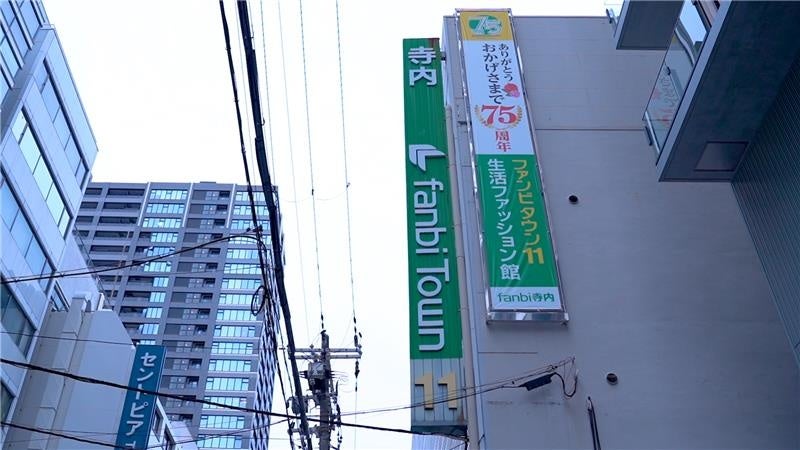 寺内
fanbi Town
11
75
ありがとう
おかげさまで
75
周年
ファンビタウン11
生活ファッション館
fanbi寺内
センピア